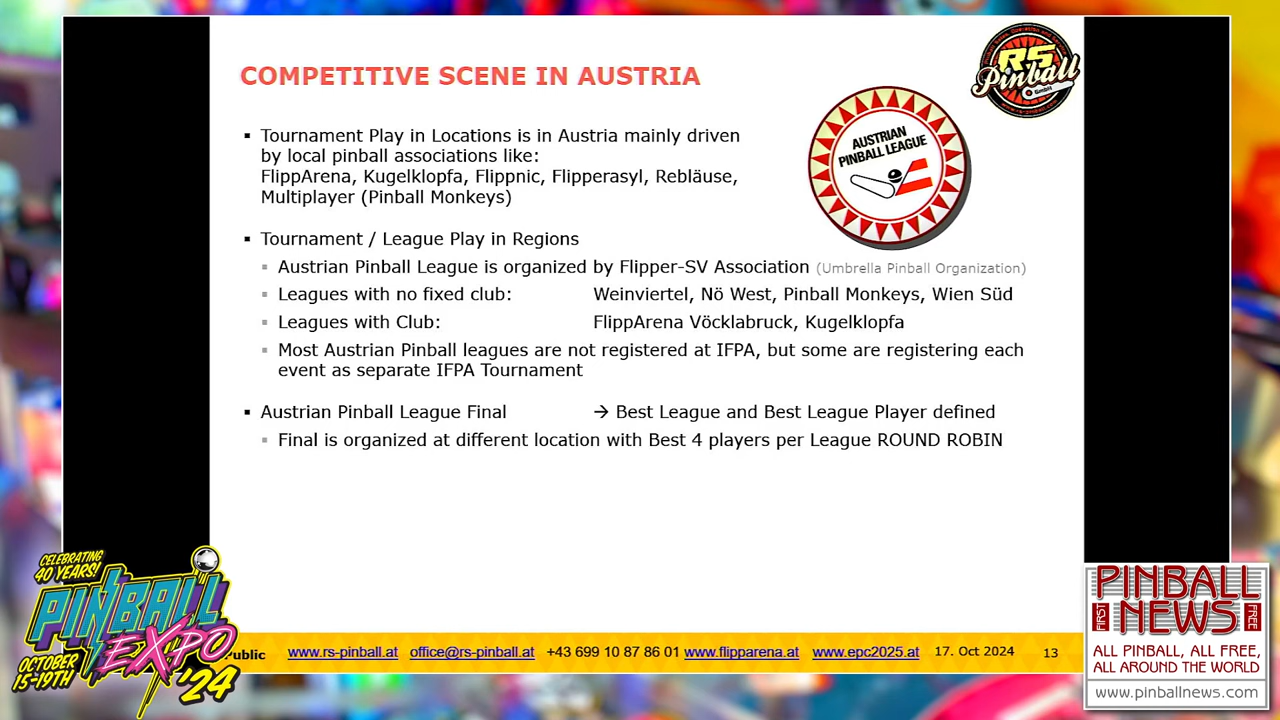 COMPETITIVE SCENE IN AUSTRIA
RS
Pinball
GmbH
AUSTRIAN
PINBALL LEAGUE
▪ Tournament Play in Locations is in Austria mainly driven
by local pinball associations like:
FlippArena, Kugelklopfa, Flippnic, Flipperasyl, Rebläuse,
Multiplayer (Pinball Monkeys)
▪ Tournament / League Play in Regions
▪ Austrian Pinball League is organized by Flipper-SV Association (Umbrella Pinball Organization)
▪ Leagues with no fixed club: Weinviertel, Nö West, Pinball Monkeys, Wien Süd
▪ Leagues with Club: FlippArena Vöcklabruck, Kugelklopfa
▪ Most Austrian Pinball leagues are not registered at IFPA, but some are registering each
event as separate IFPA Tournament
▪ Austrian Pinball League Final → Best League and Best League Player defined
▪ Final is organized at different location with Best 4 players per League ROUND ROBIN
CELEBRATING
40 YEARS!
PINBALL
EXPO
'24
OCTOBER
15-19TH
ublic www.rs-pinball.at office@rs-pinball.at +43 699 10 87 86 01 www.flipparena.at www.epc2025.at 17. Oct 2024 13
PINBALL
FIRST NEWS FREE
ALL PINBALL, ALL FREE,
ALL AROUND THE WORLD
www.pinballnews.com